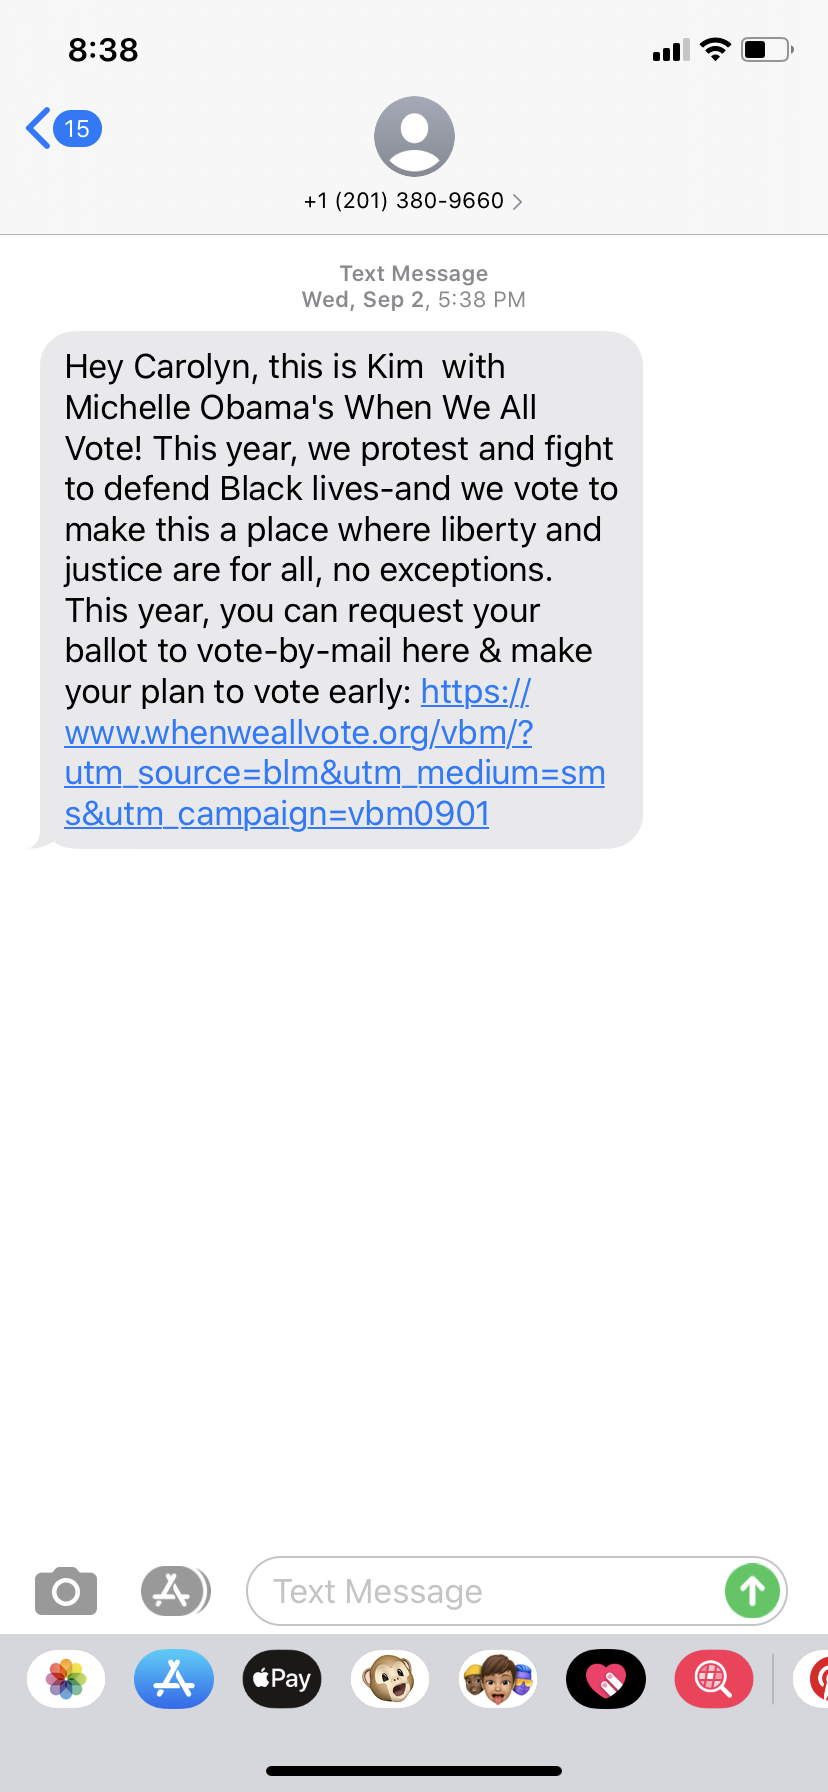 8:38
15
+1 (201) 380-9660
Text Message
Wed, Sep 2, 5:38 PM
Hey Carolyn, this is Kim  with
Michelle Obama's When We All
Vote! This year, we protest and fight
to defend Black lives-and we vote to
make this a place where liberty and
justice are for all, no exceptions.
This year, you can request your
ballot to vote-by-mail here & make
your plan to vote early: https://
www.whenweallvote.org/vbm/?
utm_source=blm&utm_medium=sm
s&utm_campaign=vbm0901
Text Message
Pay